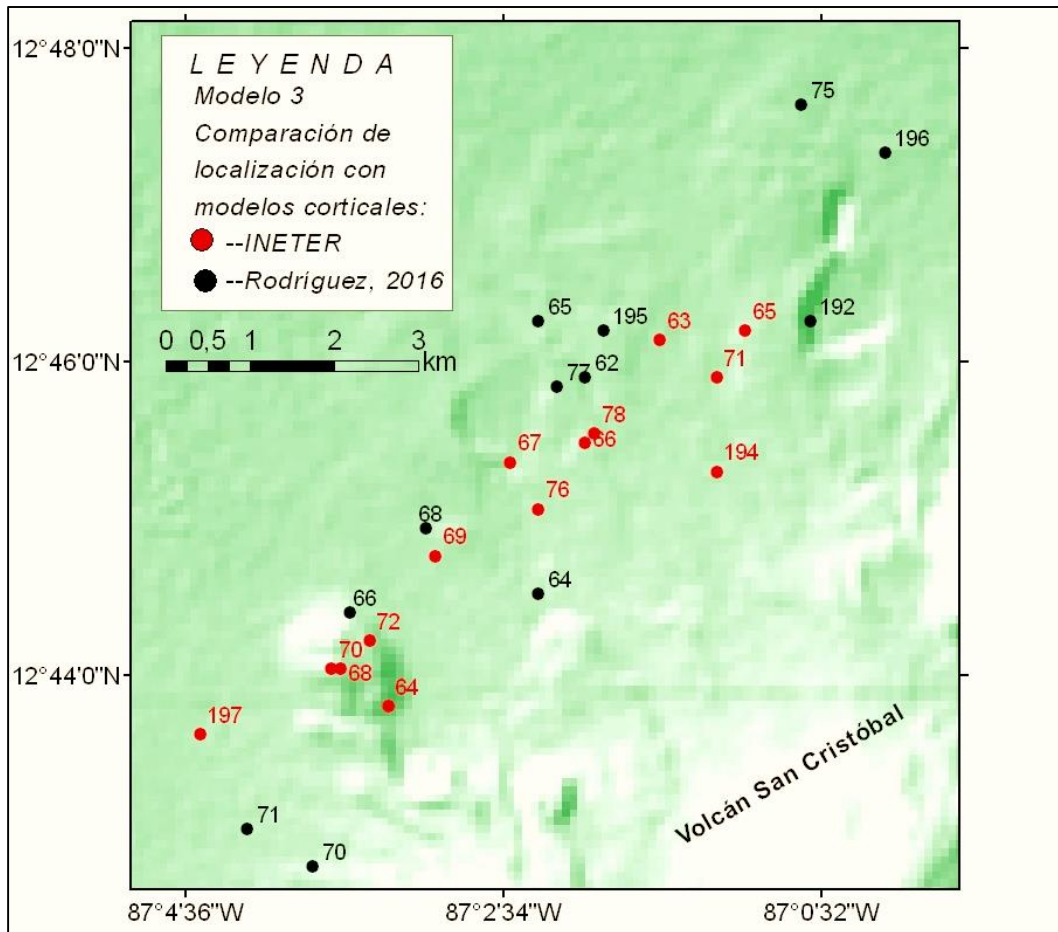 12°48'0"N
L E Y E N D A
Modelo 3
Comparación de
localización con
modelos corticales:
--INETER
--Rodríguez, 2016
75
196
65
195
63
65
192
0 0,5 1 2 3
km
12°46'0"N
77
62
71
78
67
66
194
76
68
69
64
66
72
70
12°44'0"N
68
64
197
Volcán San Cristóbal
71
70
87°4'36"W
87°2'34"W
87°0'32"W